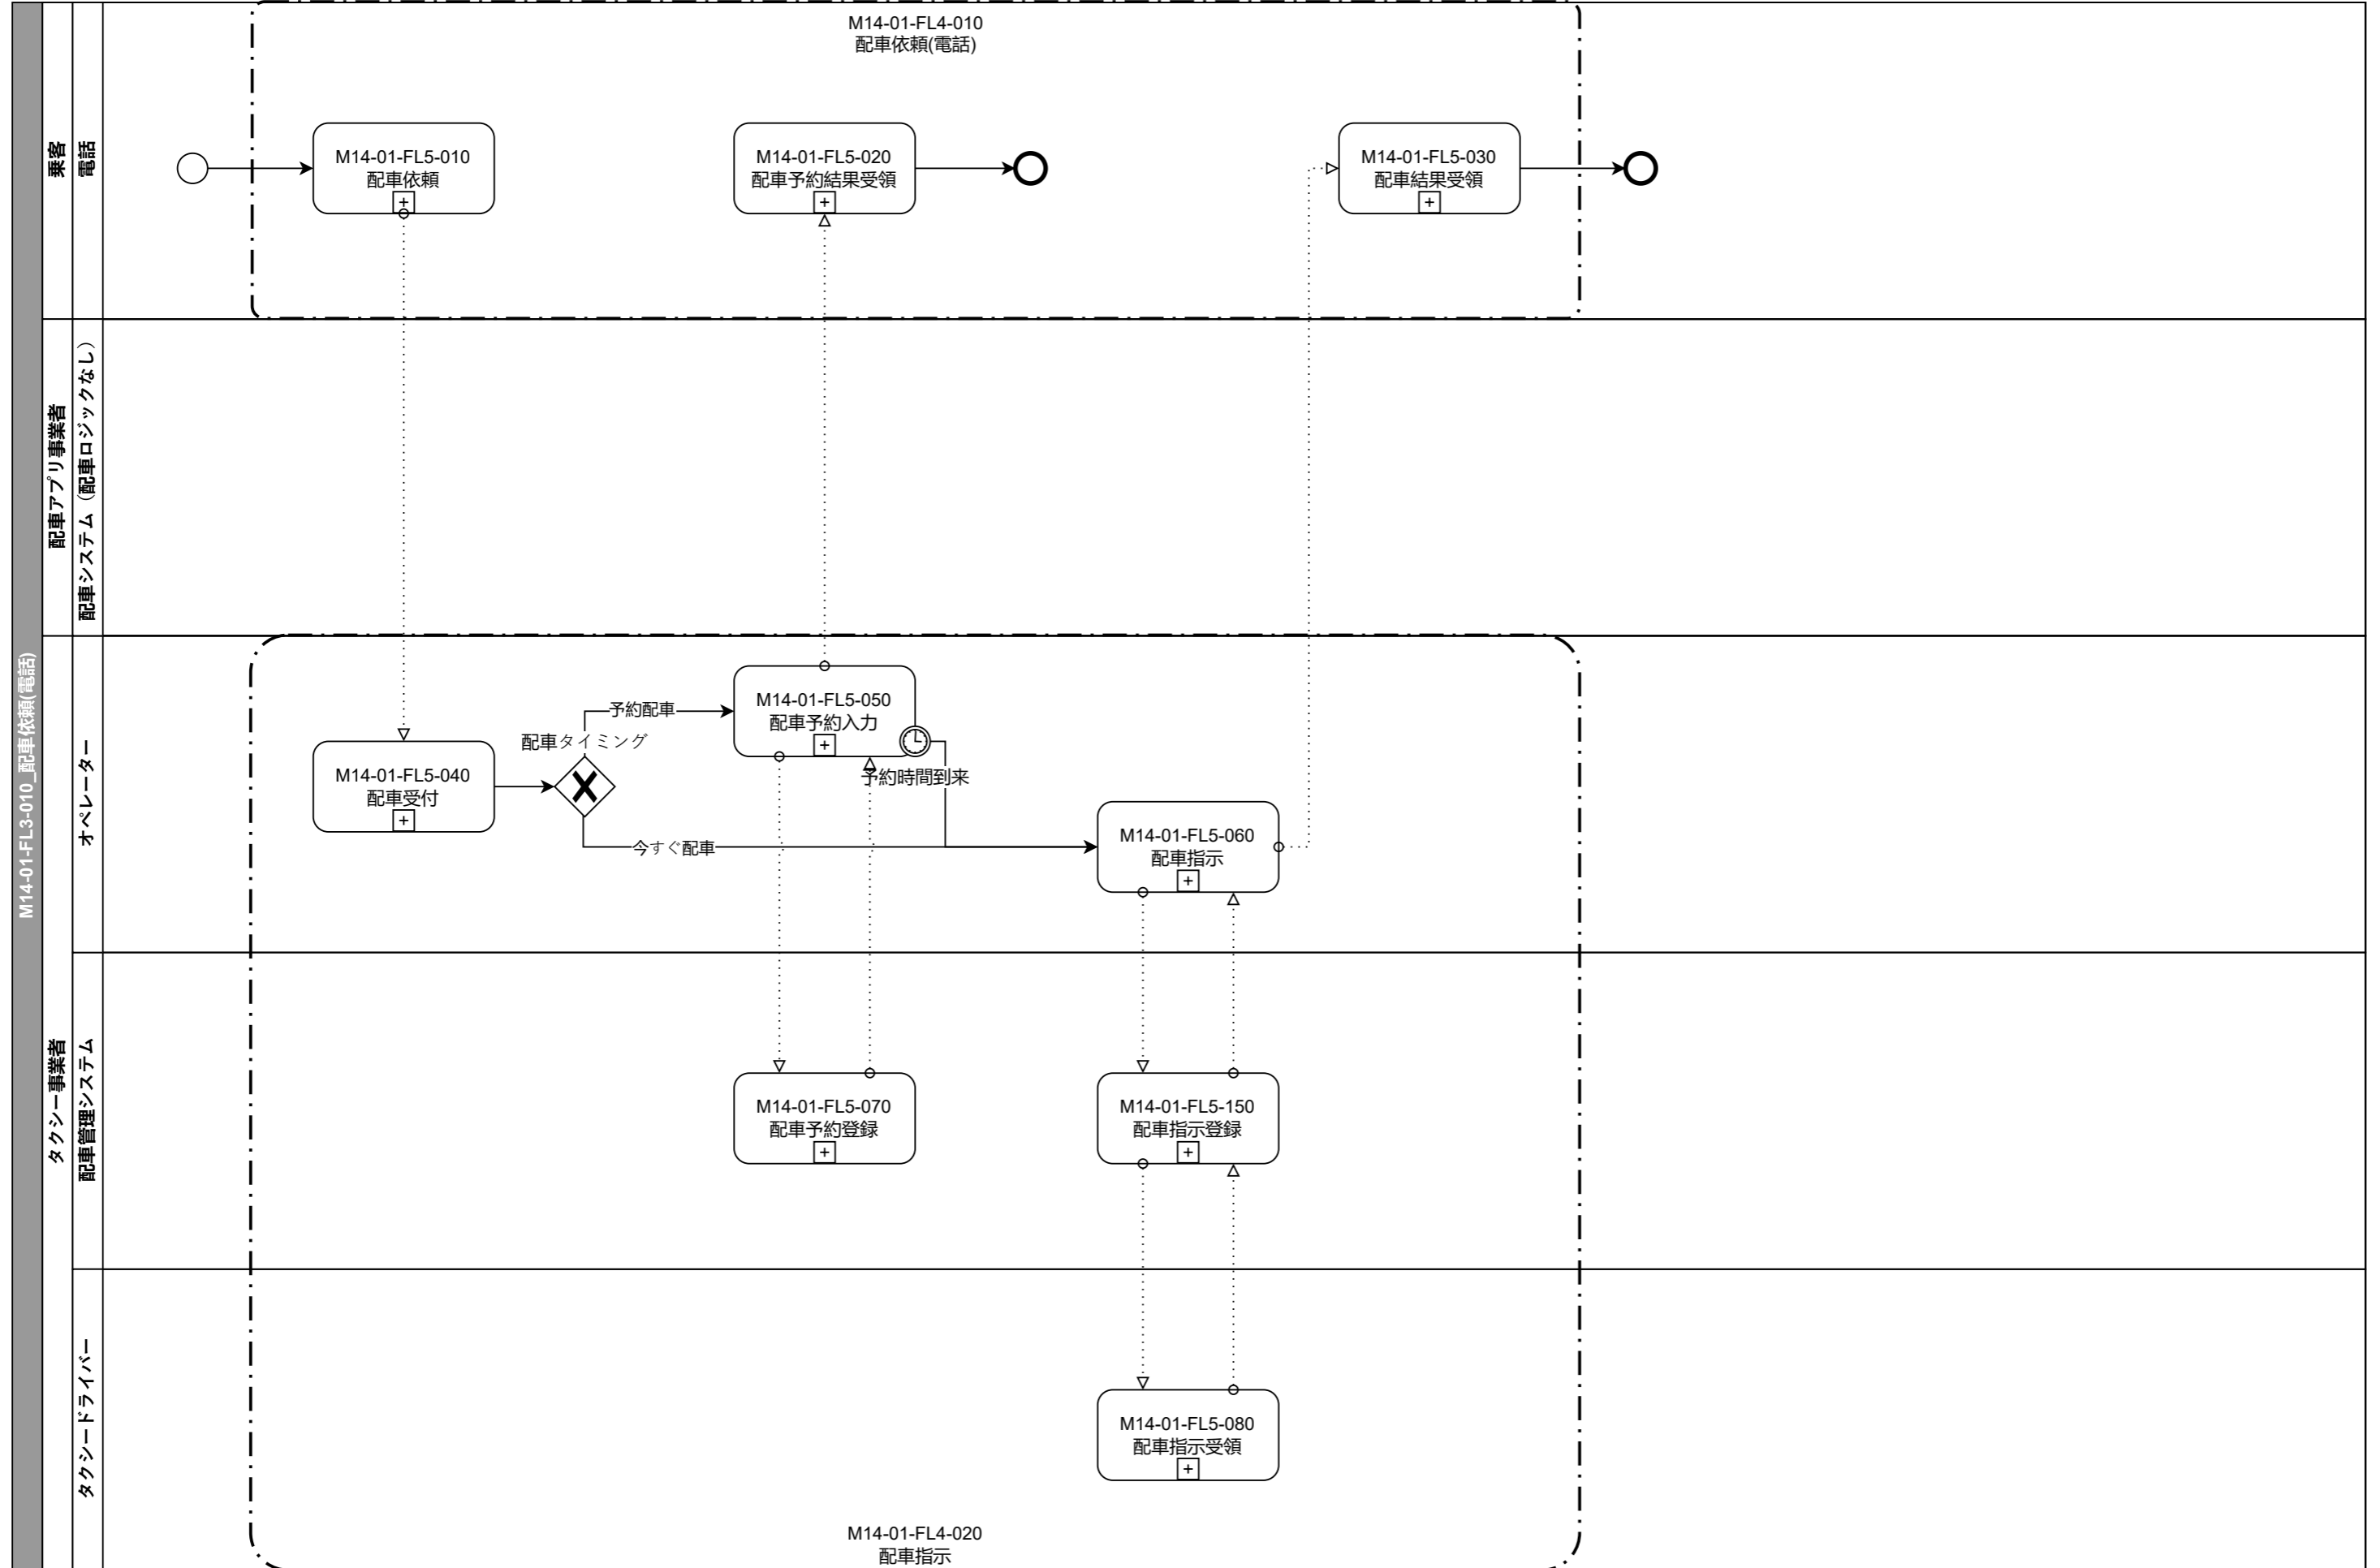 M14-01-FL3-010_配車依頼(電話)
乗客
電話
M14-01-FL4-010
配車依頼(電話)
M14-01-FL5-010
配車依頼
M14-01-FL5-020
配車予約結果受領
M14-01-FL5-030
配車結果受領
配車アプリ事業者
配車システム（配車ロジックなし）
タクシー事業者
オペレーター
M14-01-FL5-040
配車受付
配車タイミング
予約配車
今すぐ配車
M14-01-FL5-050
配車予約入力
予約時間到来
M14-01-FL5-060
配車指示
配車管理システム
M14-01-FL5-070
配車予約登録
M14-01-FL5-150
配車指示登録
タクシードライバー
M14-01-FL5-080
配車指示受領
M14-01-FL4-020
配車指示